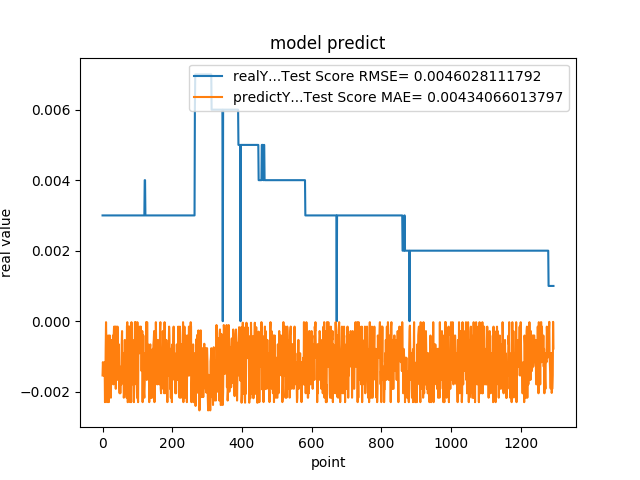 model predict
realY...Test Score RMSE= 0.0046028111792
predictY...Test Score MAE= 0.00434066013797
0.006
0.004
0.002
0.000
−0.002
real value
0 200 400 600 800 1000 1200
point